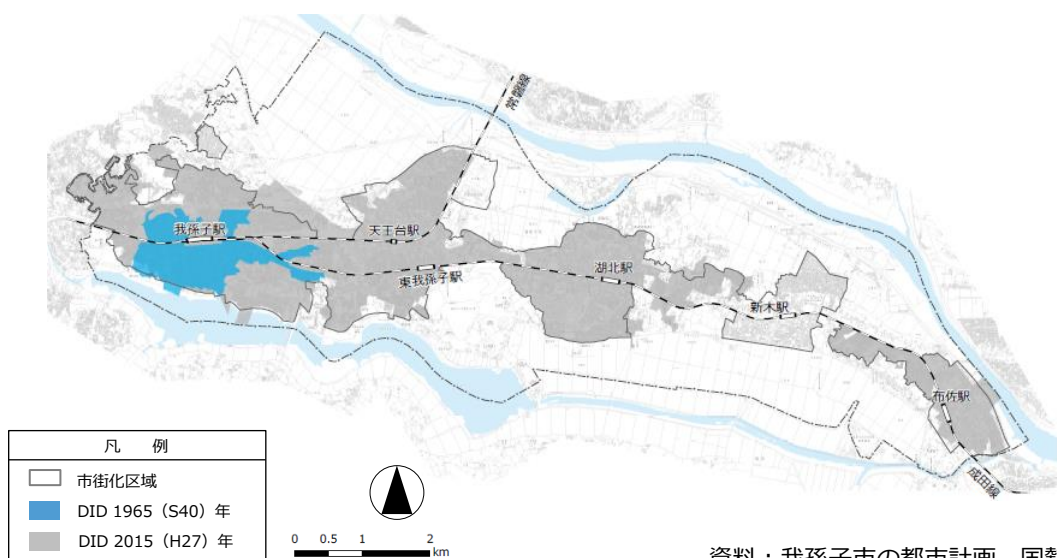 常磐線
我孫子駅
天王台駅
東我孫子駅
湖北駅
新木駅
布佐駅
成田線
凡 例
市街化区域
DID 1965（S40）年
DID 2015（H27）年
0 0.5 1 2
km
資料：我孫子市の都市計画、国勢